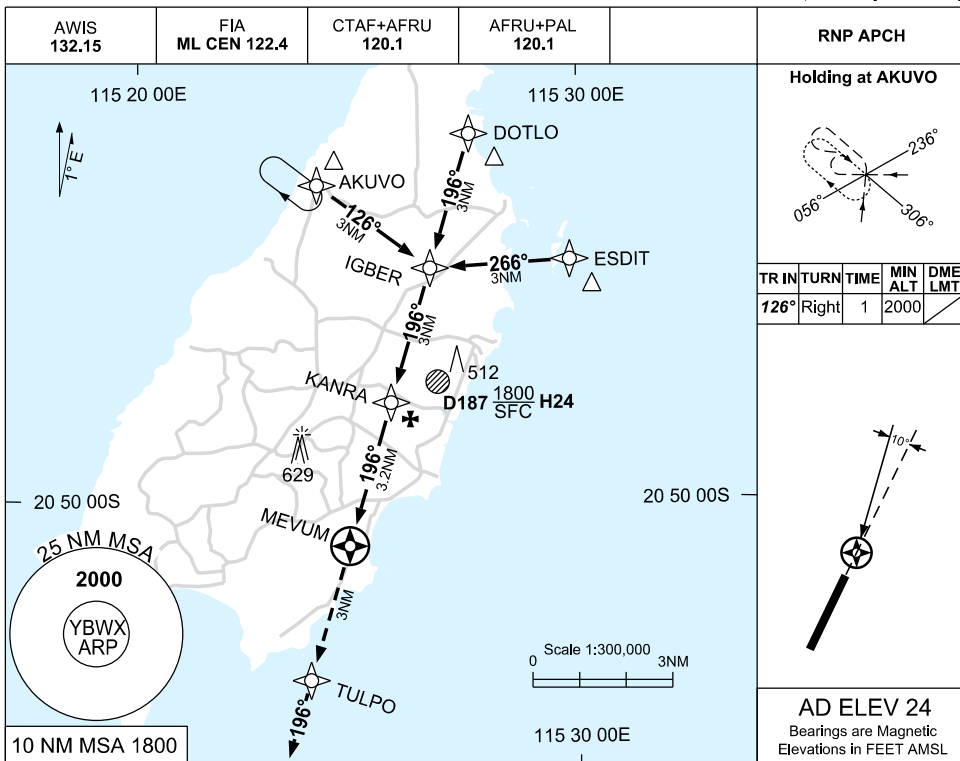 AWIS
132.15
FIA
ML CEN 122.4
CTAF+AFRU
120.1
AFRU+PAL
120.1
RNP APCH
115 20 00E
115 30 00E
1° E
DOTLO
AKUVO
196°
3NM
126°
3NM
IGBER
266°
3NM
ESDIT
196°
3NM
KANRA
512
D187 1800 H24
SFC
629
196°
3.2NM
20 50 00S
20 50 00S
MEVUM
25 NM MSA
2000
YBWX
ARP
3NM
TULPO
196°
Scale 1:300,000
0
3NM
10 NM MSA 1800
115 30 00E
Holding at AKUVO
236°
056°
306°
TR IN TURN TIME MIN ALT DME LMT
126° Right 1 2000
10°
AD ELEV 24
Bearings are Magnetic
Elevations in FEET AMSL